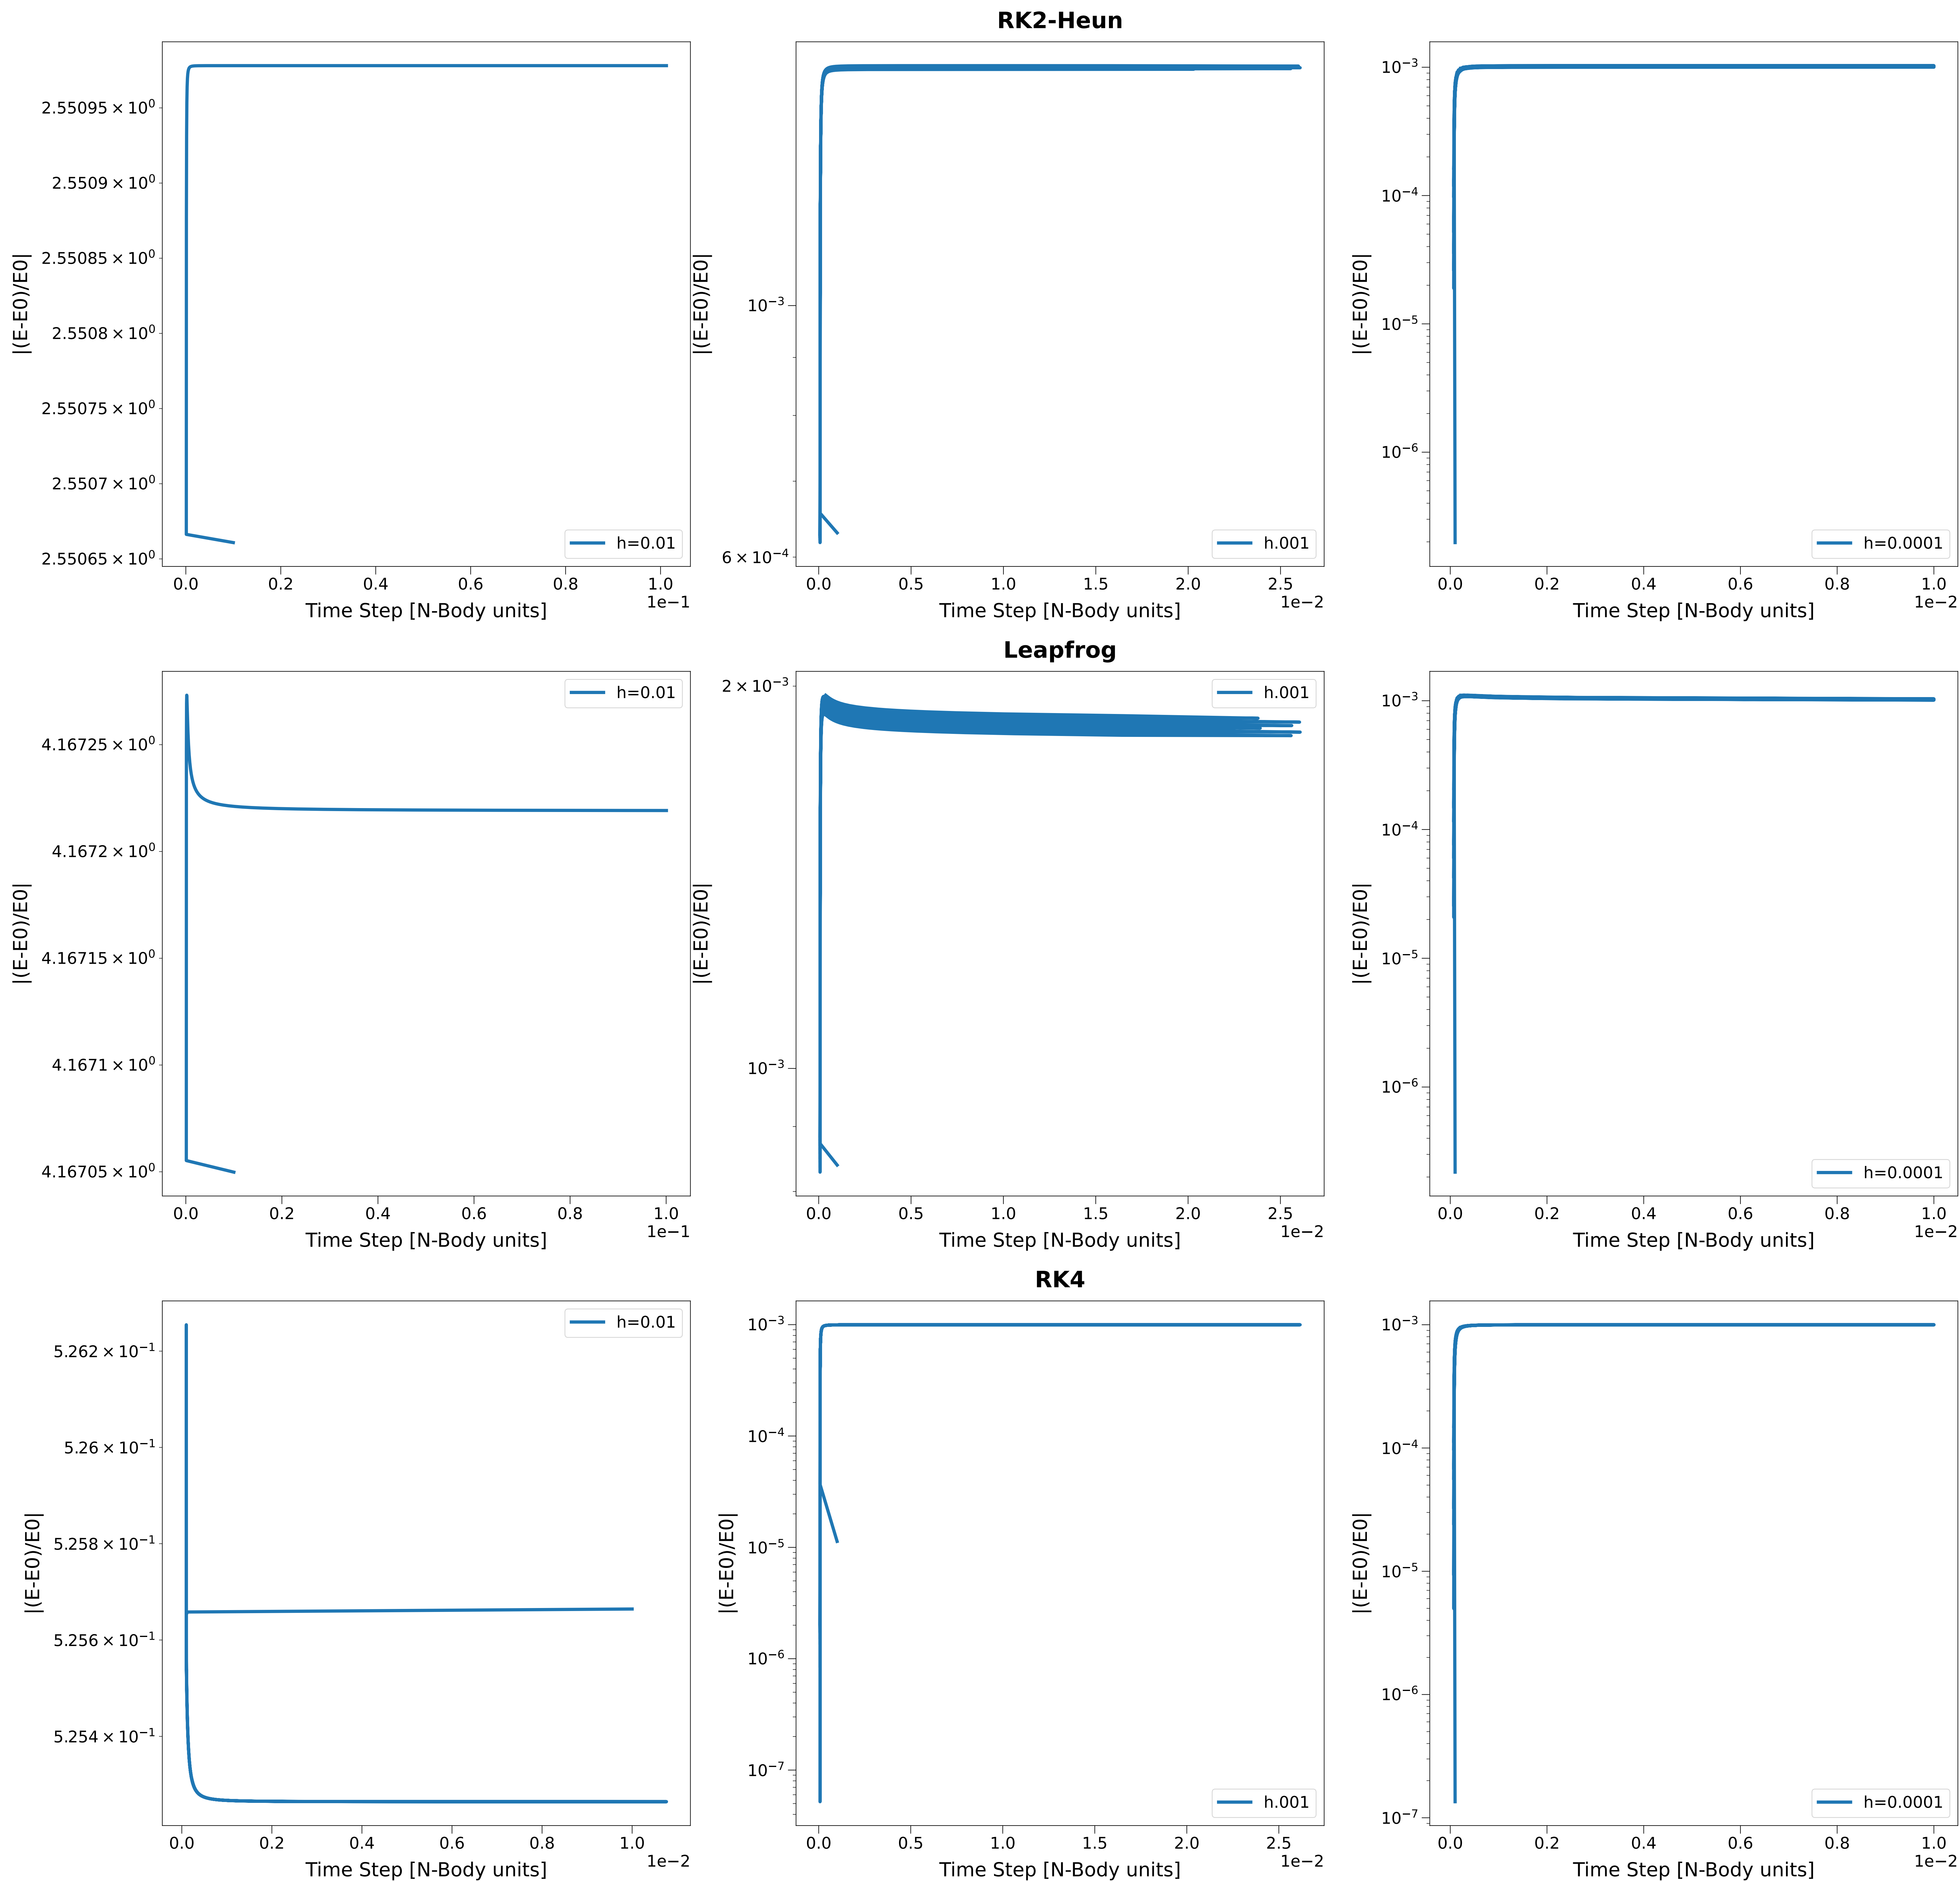 RK2-Heun
|(E-E0)/E0|
2.55095 × 10⁰
2.5509 × 10⁰
2.55085 × 10⁰
2.5508 × 10⁰
2.55075 × 10⁰
2.5507 × 10⁰
2.55065 × 10⁰
h=0.01
0.0 0.2 0.4 0.6 0.8 1.0
1e−1
Time Step [N-Body units]
|(E-E0)/E0|
10⁻³
6 × 10⁻⁴
h.001
0.0 0.5 1.0 1.5 2.0 2.5
1e−2
Time Step [N-Body units]
|(E-E0)/E0|
10⁻³
10⁻⁴
10⁻⁵
10⁻⁶
h=0.0001
0.0 0.2 0.4 0.6 0.8 1.0
1e−2
Time Step [N-Body units]
Leapfrog
|(E-E0)/E0|
h=0.01
4.16725 × 10⁰
4.1672 × 10⁰
4.16715 × 10⁰
4.1671 × 10⁰
4.16705 × 10⁰
0.0 0.2 0.4 0.6 0.8 1.0
1e−1
Time Step [N-Body units]
|(E-E0)/E0|
2 × 10⁻³
h.001
10⁻³
0.0 0.5 1.0 1.5 2.0 2.5
1e−2
Time Step [N-Body units]
|(E-E0)/E0|
10⁻³
10⁻⁴
10⁻⁵
10⁻⁶
h=0.0001
0.0 0.2 0.4 0.6 0.8 1.0
1e−2
Time Step [N-Body units]
RK4
|(E-E0)/E0|
h=0.01
5.262 × 10⁻¹
5.26 × 10⁻¹
5.258 × 10⁻¹
5.256 × 10⁻¹
5.254 × 10⁻¹
0.0 0.2 0.4 0.6 0.8 1.0
1e−2
Time Step [N-Body units]
|(E-E0)/E0|
10⁻³
10⁻⁴
10⁻⁵
10⁻⁶
10⁻⁷
h.001
0.0 0.5 1.0 1.5 2.0 2.5
1e−2
Time Step [N-Body units]
|(E-E0)/E0|
10⁻³
10⁻⁴
10⁻⁵
10⁻⁶
10⁻⁷
h=0.0001
0.0 0.2 0.4 0.6 0.8 1.0
1e−2
Time Step [N-Body units]